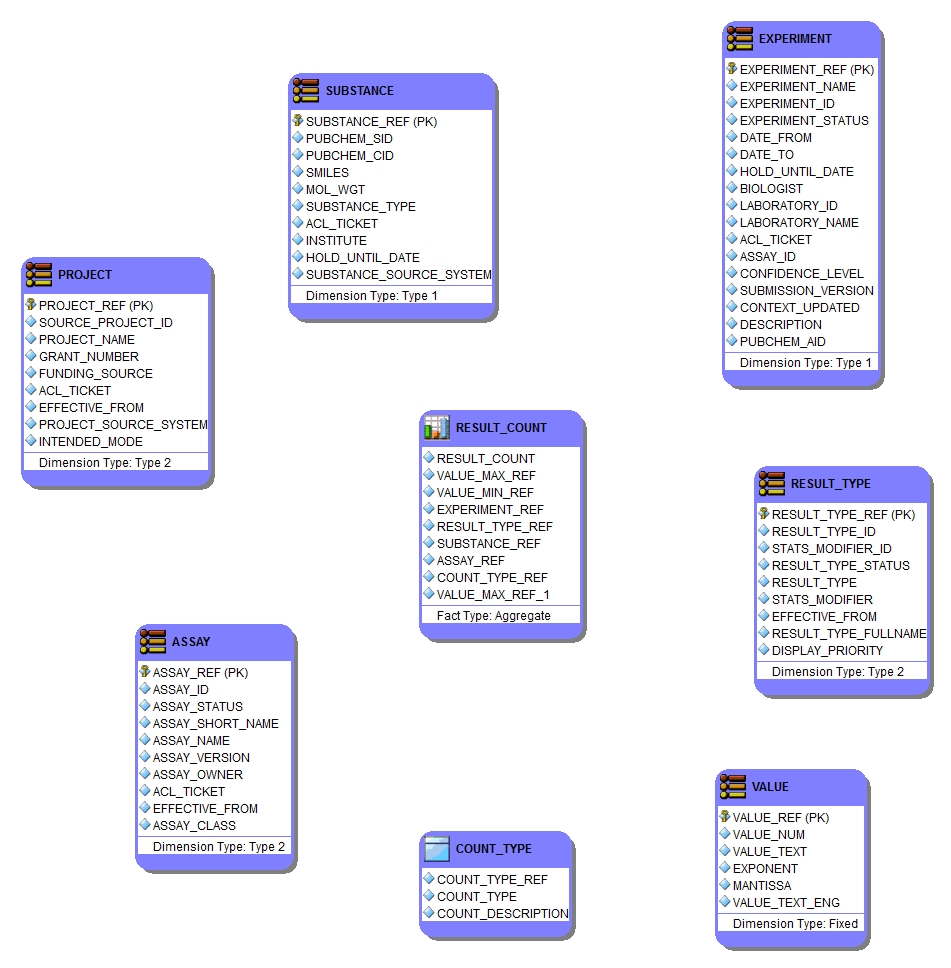 EXPERIMENT
EXPERIMENT_REF (PK)
EXPERIMENT_NAME
EXPERIMENT_ID
EXPERIMENT_STATUS
DATE_FROM
DATE_TO
HOLD_UNTIL_DATE
BIOLOGIST
LABORATORY_ID
LABORATORY_NAME
ACL_TICKET
ASSAY_ID
CONFIDENCE_LEVEL
SUBMISSION_VERSION
CONTEXT_UPDATED
DESCRIPTION
PUBCHEM_AID
Dimension Type: Type 1
SUBSTANCE
SUBSTANCE_REF (PK)
PUBCHEM_SID
PUBCHEM_CID
SMILES
MOL_WGT
SUBSTANCE_TYPE
ACL_TICKET
INSTITUTE
HOLD_UNTIL_DATE
SUBSTANCE_SOURCE_SYSTEM
Dimension Type: Type 1
PROJECT
PROJECT_REF (PK)
SOURCE_PROJECT_ID
PROJECT_NAME
GRANT_NUMBER
FUNDING_SOURCE
ACL_TICKET
EFFECTIVE_FROM
PROJECT_SOURCE_SYSTEM
INTENDED_MODE
Dimension Type: Type 2
RESULT_COUNT
RESULT_COUNT
VALUE_MAX_REF
VALUE_MIN_REF
EXPERIMENT_REF
RESULT_TYPE_REF
SUBSTANCE_REF
ASSAY_REF
COUNT_TYPE_REF
VALUE_MAX_REF_1
Fact Type: Aggregate
RESULT_TYPE
RESULT_TYPE_REF (PK)
RESULT_TYPE_ID
STATS_MODIFIER_ID
RESULT_TYPE_STATUS
RESULT_TYPE
STATS_MODIFIER
EFFECTIVE_FROM
RESULT_TYPE_FULLNAME
DISPLAY_PRIORITY
Dimension Type: Type 2
ASSAY
ASSAY_REF (PK)
ASSAY_ID
ASSAY_STATUS
ASSAY_SHORT_NAME
ASSAY_NAME
ASSAY_VERSION
ASSAY_OWNER
ACL_TICKET
EFFECTIVE_FROM
ASSAY_CLASS
Dimension Type: Type 2
VALUE
VALUE_REF (PK)
VALUE_NUM
VALUE_TEXT
EXPONENT
MANTISSA
VALUE_TEXT_ENG
Dimension Type: Fixed
COUNT_TYPE
COUNT_TYPE_REF
COUNT_TYPE
COUNT_DESCRIPTION